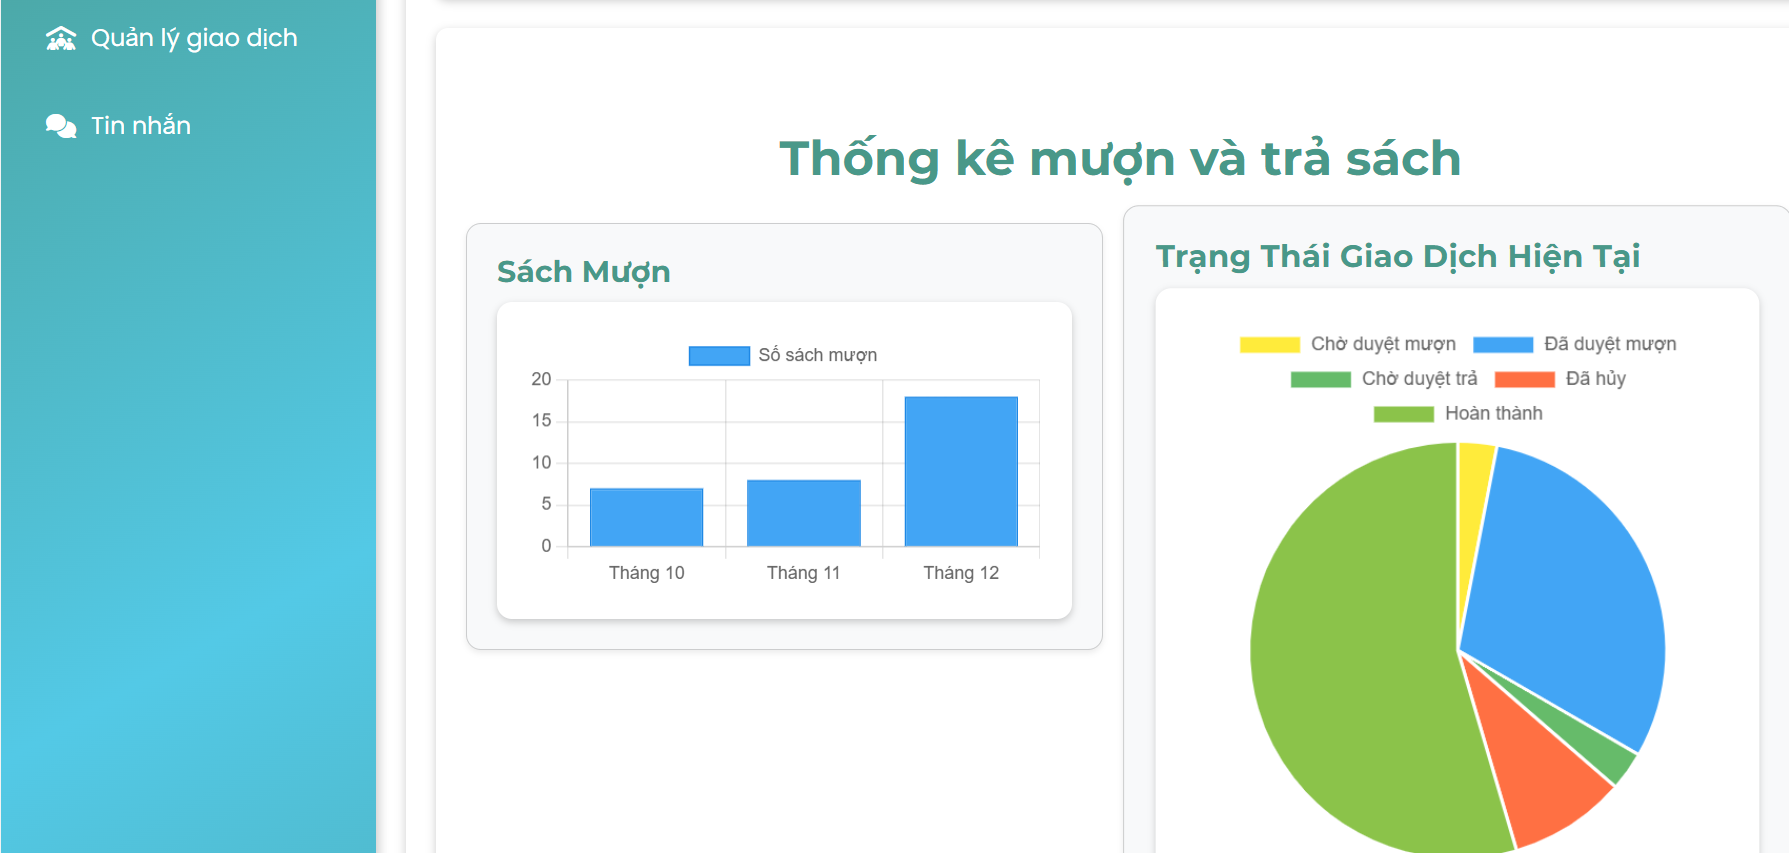 Quản lý giao dịch
Tin nhắn
Thống kê mượn và trả sách
Sách Mượn
Số sách mượn
20
15
10
5
0
Tháng 10 Tháng 11 Tháng 12
Trạng Thái Giao Dịch Hiện Tại
Chờ duyệt mượn Đã duyệt mượn
Chờ duyệt trả Đã hủy
Hoàn thành